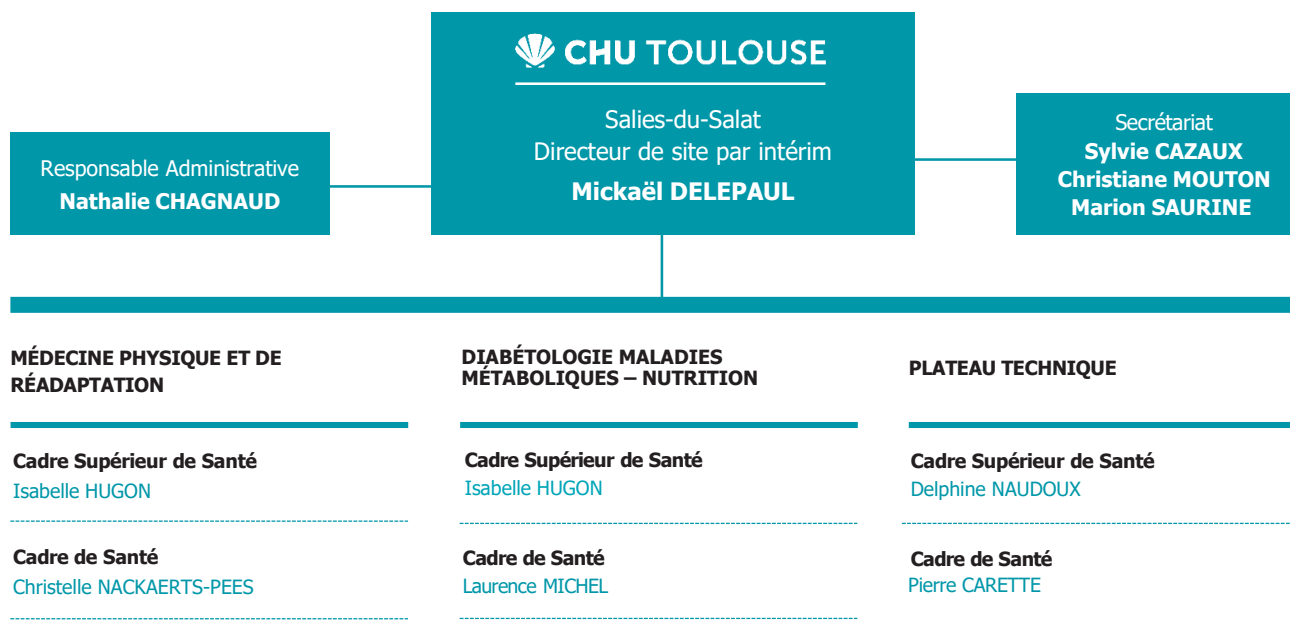 CHU TOULOUSE
Salies-du-Salat
Directeur de site par intérim
Mickaël DELEPAUL
Responsable Administrative
Nathalie CHAGNAUD
Secrétariat
Sylvie CAZAUX
Christiane MOUTON
Marion SAURINE
MÉDECINE PHYSIQUE ET DE
RÉADAPTATION
Cadre Supérieur de Santé
Isabelle HUGON
Cadre de Santé
Christelle NACKAERTS-PEES
DIABÉTOLOGIE MALADIES
MÉTABOLIQUES – NUTRITION
Cadre Supérieur de Santé
Isabelle HUGON
Cadre de Santé
Laurence MICHEL
PLATEAU TECHNIQUE
Cadre Supérieur de Santé
Delphine NAUDOUX
Cadre de Santé
Pierre CARETTE